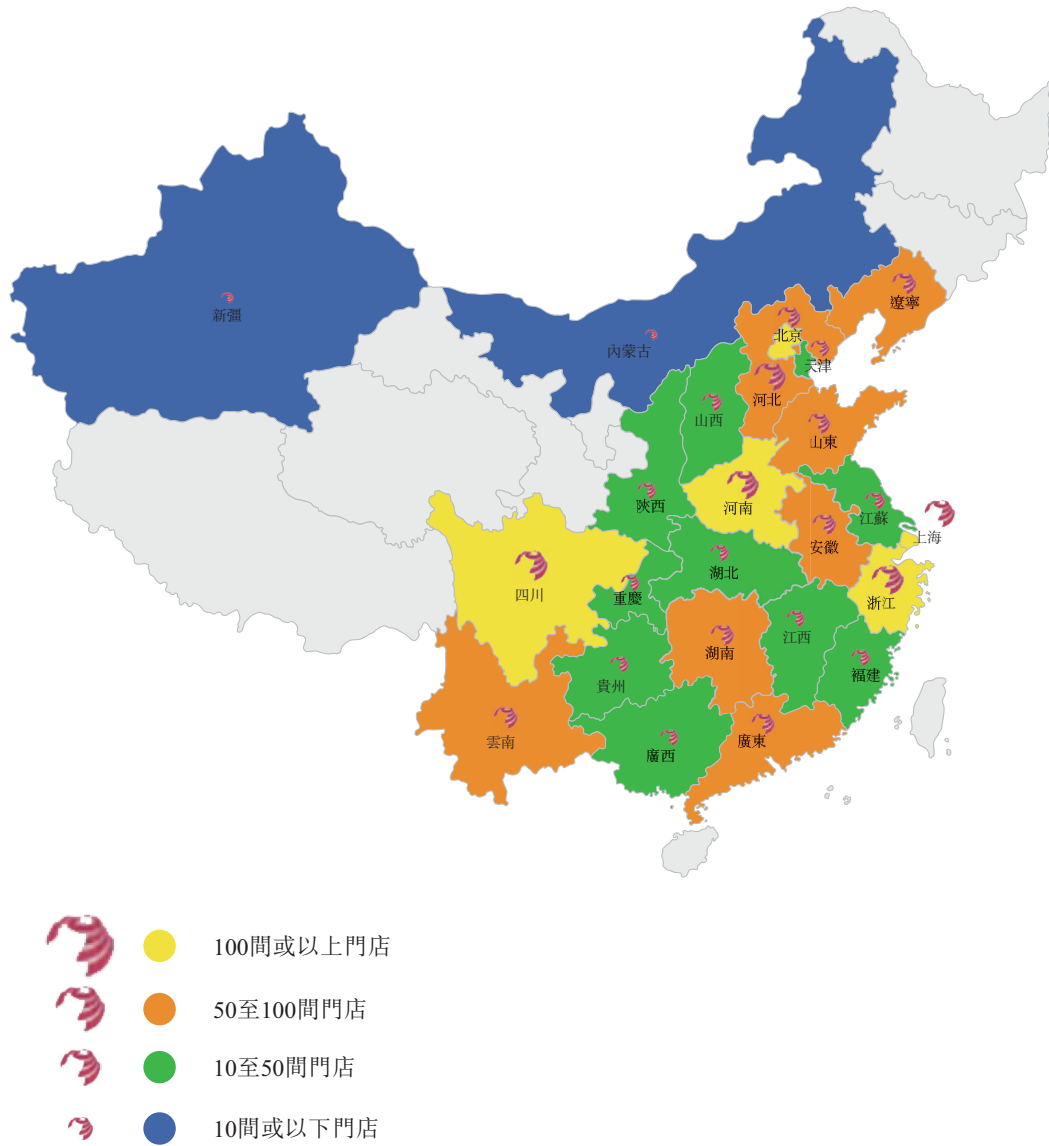 新疆
內蒙古
遼寧
北京
天津
河北
山西
山東
陝西
河南
江蘇
安徽
上海
四川
重慶
湖北
浙江
貴州
湖南
江西
福建
雲南
廣西
廣東
100間或以上門店
50至100間門店
10至50間門店
10間或以下門店